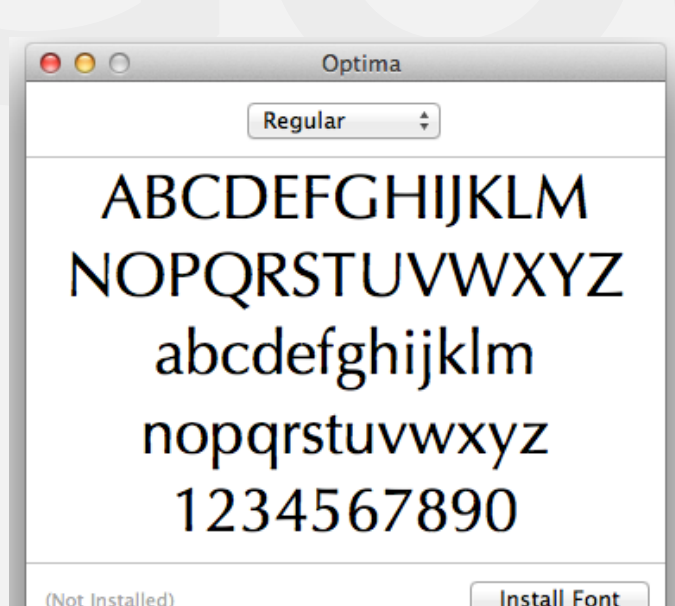 Optima
Regular
ABCDEFGHIJKLM
NOPQRSTUVWXYZ
abcdefghijklm
nopqrstuvwxyz
1234567890
(Not Installed)
Install Font